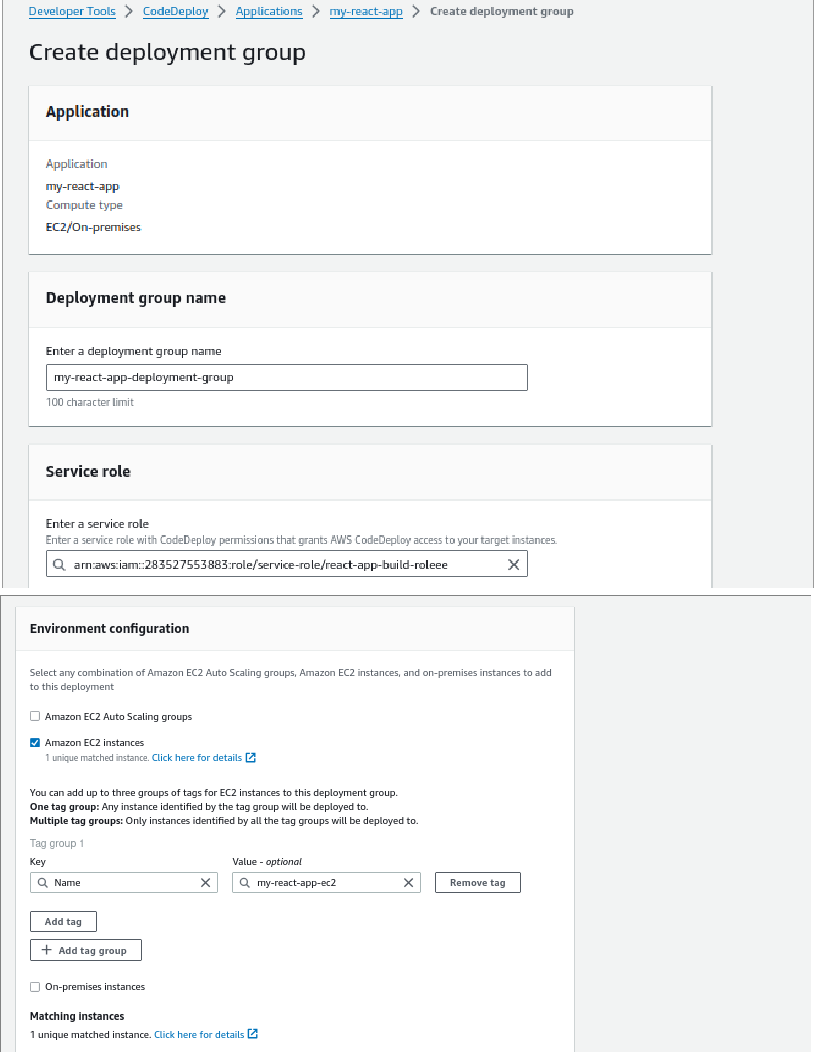 Developer Tools > CodeDeploy > Applications > my-react-app > Create deployment group
Create deployment group
Application
Application
my-react-app
Compute type
EC2/On-premises
Deployment group name
Enter a deployment group name
my-react-app-deployment-group
100 character limit
Service role
Enter a service role
Enter a service role with CodeDeploy permissions that grants AWS CodeDeploy access to your target instances.
arn:aws:iam::283527553883:role/service-role/react-app-build-roleee
Environment configuration
Select any combination of Amazon EC2 Auto Scaling groups, Amazon EC2 instances, and on-premises instances to add
to this deployment
Amazon EC2 Auto Scaling groups
Amazon EC2 instances
1 unique matched instance. Click here for details
You can add up to three groups of tags for EC2 instances to this deployment group.
One tag group: Any instance identified by the tag group will be deployed to.
Multiple tag groups: Only instances identified by all the tag groups will be deployed to.
Tag group 1
Key Value - optional
Name my-react-app-ec2 Remove tag
Add tag
+ Add tag group
On-premises instances
Matching instances
1 unique matched instance. Click here for details